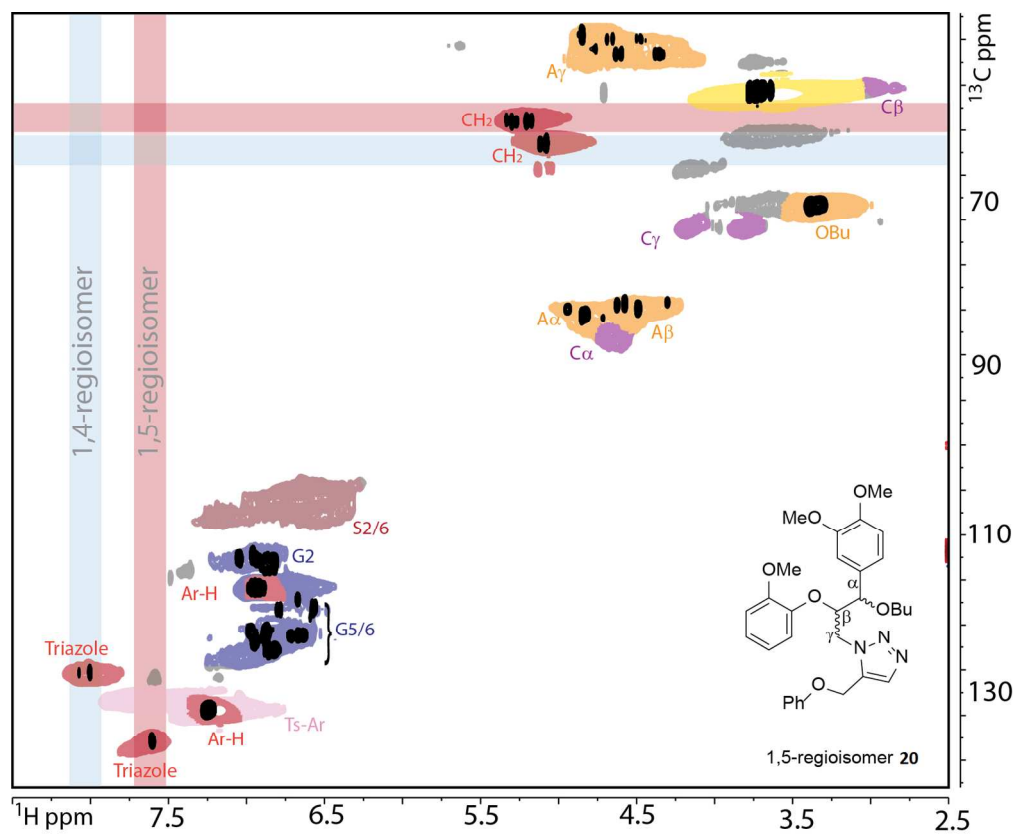 13C ppm
Aγ
Cβ
CH2
CH2
70
OBu
Cγ
1,4-regioisomer
1,5-regioisomer
Aα
Aβ
Cα
90
S2/6
OMe
MeO
110
G2
Ar-H
OMe
α
O
OBu
G5/6
β
γ
Triazole
N
N
N
130
O
Ph
Ts-Ar
Ar-H
1,5-regioisomer 20
Triazole
1H ppm
7.5
6.5
5.5
4.5
3.5
2.5